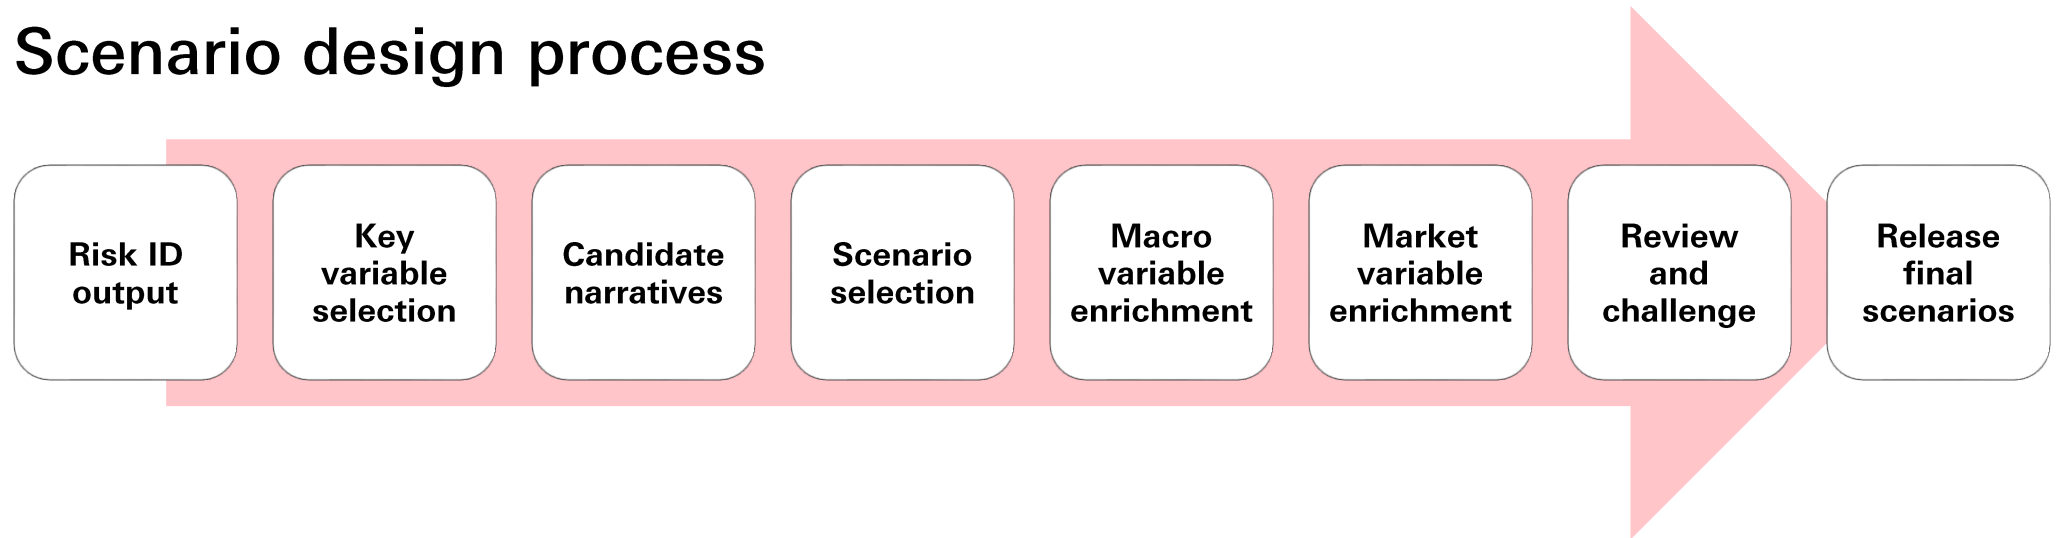 Scenario design process
Risk ID
output
Key
variable
selection
Candidate
narratives
Scenario
selection
Macro
variable
enrichment
Market
variable
enrichment
Review
and
challenge
Release
final
scenarios